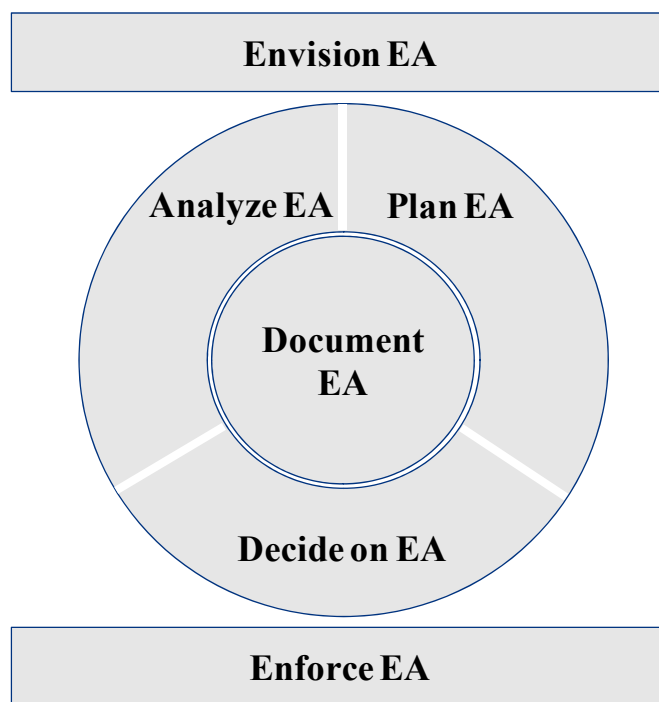 Envision EA
Analyze EA
Plan EA
Document
EA
Decide on EA
Enforce EA